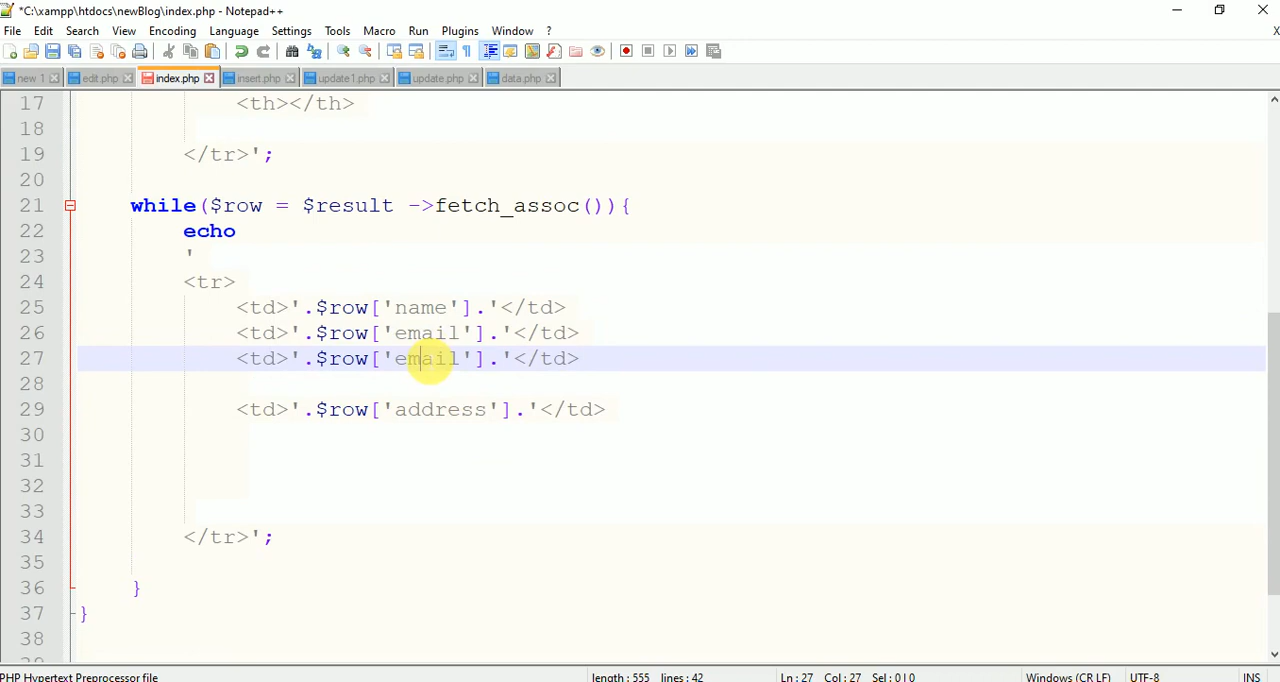 *C:\xampp\htdocs\newBlog\index.php - Notepad++
File Edit Search View Encoding Language Settings Tools Macro Run Plugins Window ? X
new 1 edit.php index.php insert.php update1.php update.php data.php
17 <th></th>
18
19 </tr>';
20
21 while($row = $result ->fetch_assoc()){
22 echo
23 '
24 <tr>
25 <td>'.$row['name'].'</td>
26 <td>'.$row['email'].'</td>
27 <td>'.$row['email'].'</td>
28
29 <td>'.$row['address'].'</td>
30
31
32
33
34 </tr>';
35
36 }
37 }
38
PHP Hypertext Preprocessor file length : 555 lines : 42 Ln : 27 Col : 27 Sel : 0 | 0 Windows (CR LF) UTF-8 INS